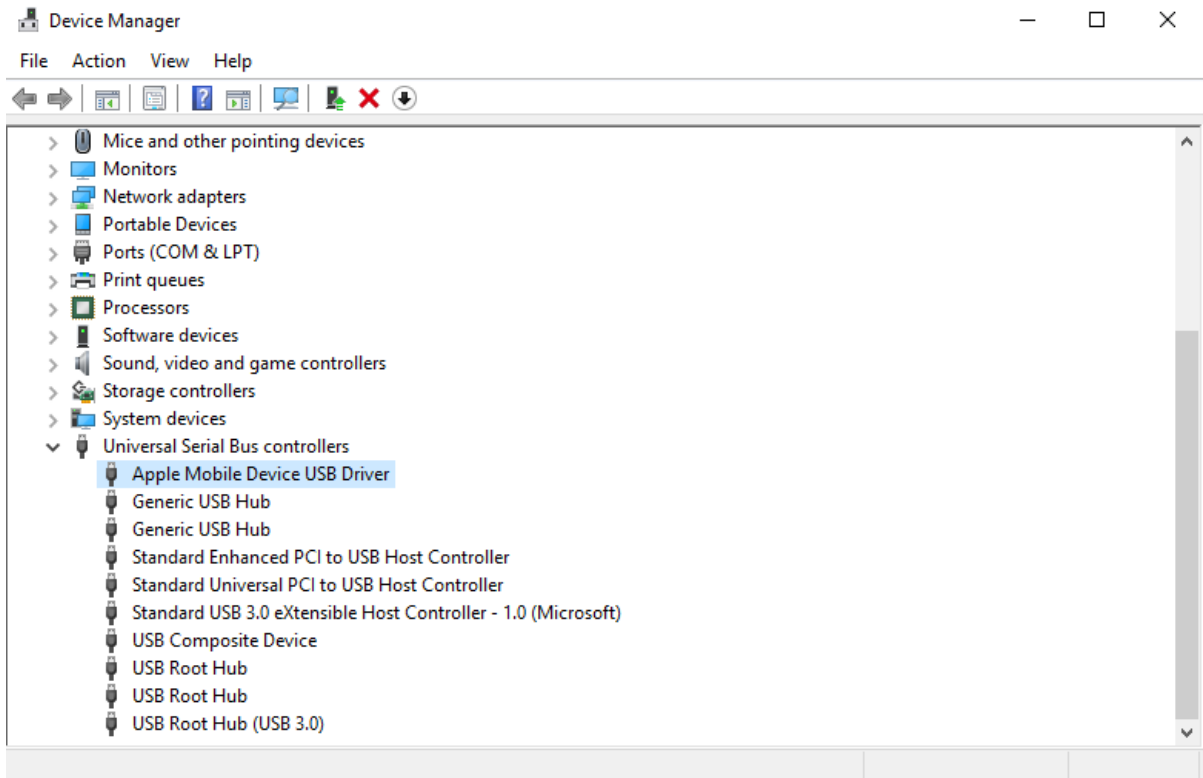 Device Manager
File Action View Help
Mice and other pointing devices
Monitors
Network adapters
Portable Devices
Ports (COM & LPT)
Print queues
Processors
Software devices
Sound, video and game controllers
Storage controllers
System devices
Universal Serial Bus controllers
Apple Mobile Device USB Driver
Generic USB Hub
Generic USB Hub
Standard Enhanced PCI to USB Host Controller
Standard Universal PCI to USB Host Controller
Standard USB 3.0 eXtensible Host Controller - 1.0 (Microsoft)
USB Composite Device
USB Root Hub
USB Root Hub
USB Root Hub (USB 3.0)